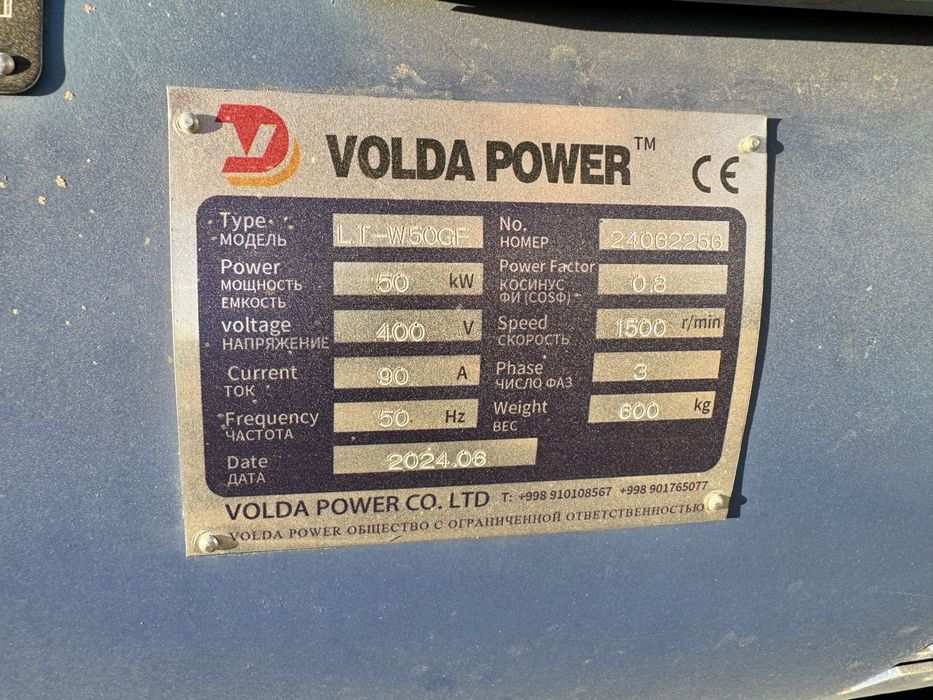 VOLDA POWER™
CE
Type
МОДЕЛЬ
LT-W50GF
No.
НОМЕР
24062256
Power
МОЩНОСТЬ
ЕМКОСТЬ
50 kW
Power Factor
КОСИНУС
ФИ (COSФ)
0.8
voltage
НАПРЯЖЕНИЕ
400 V
Speed
СКОРОСТЬ
1500 r/min
Current
ТОК
90 A
Phase
ЧИСЛО ФАЗ
3
Frequency
ЧАСТОТА
50 Hz
Weight
ВЕС
600 kg
Date
ДАТА
2024.06
VOLDA POWER CO. LTD T: +998 910108567 +998 901765077
VOLDA POWER ОБЩЕСТВО С ОГРАНИЧЕННОЙ ОТВЕТСТВЕННОСТЬЮ